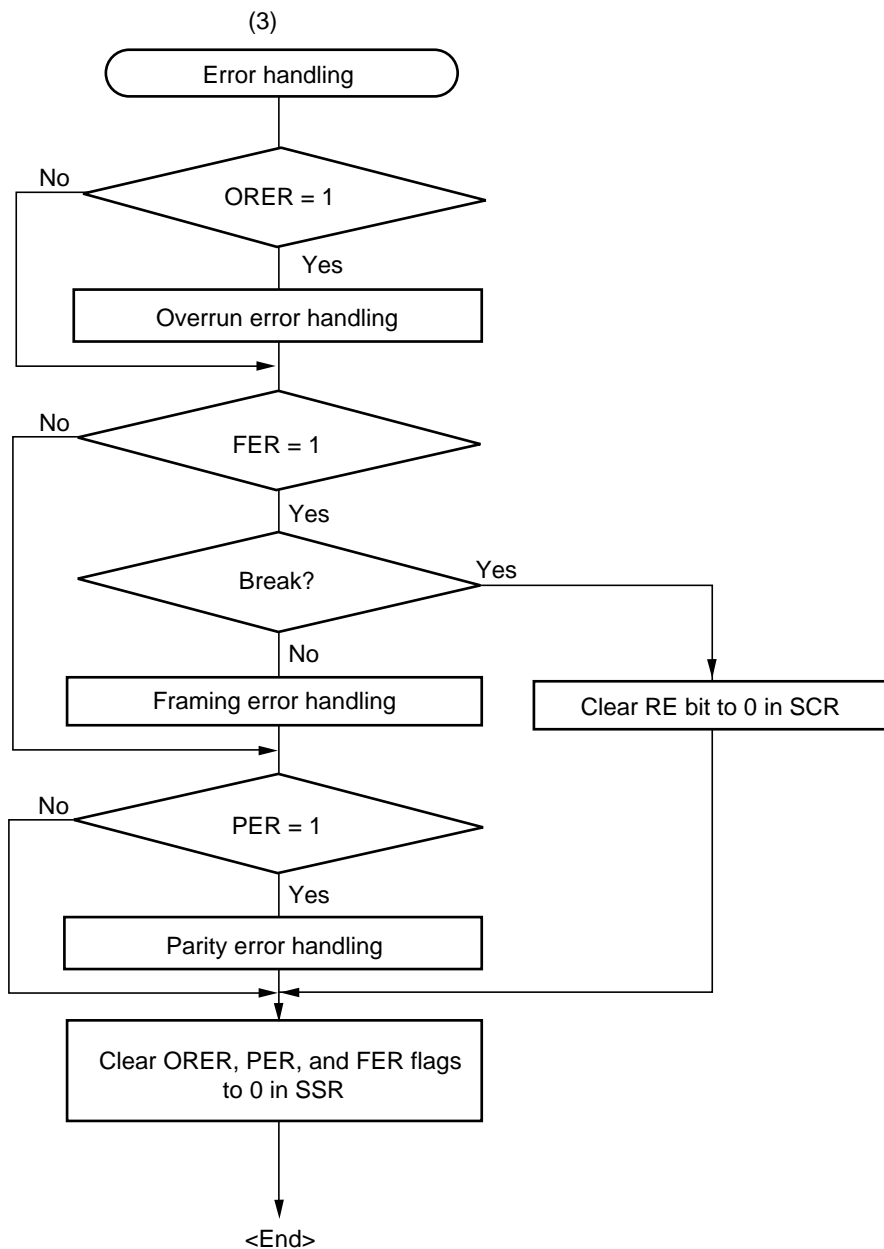 (3)
Error handling
No
ORER = 1
Yes
Overrun error handling
No
FER = 1
Yes
Break?
Yes
No
Framing error handling
Clear RE bit to 0 in SCR
No
PER = 1
Yes
Parity error handling
Clear ORER, PER, and FER flags
to 0 in SSR
<End>